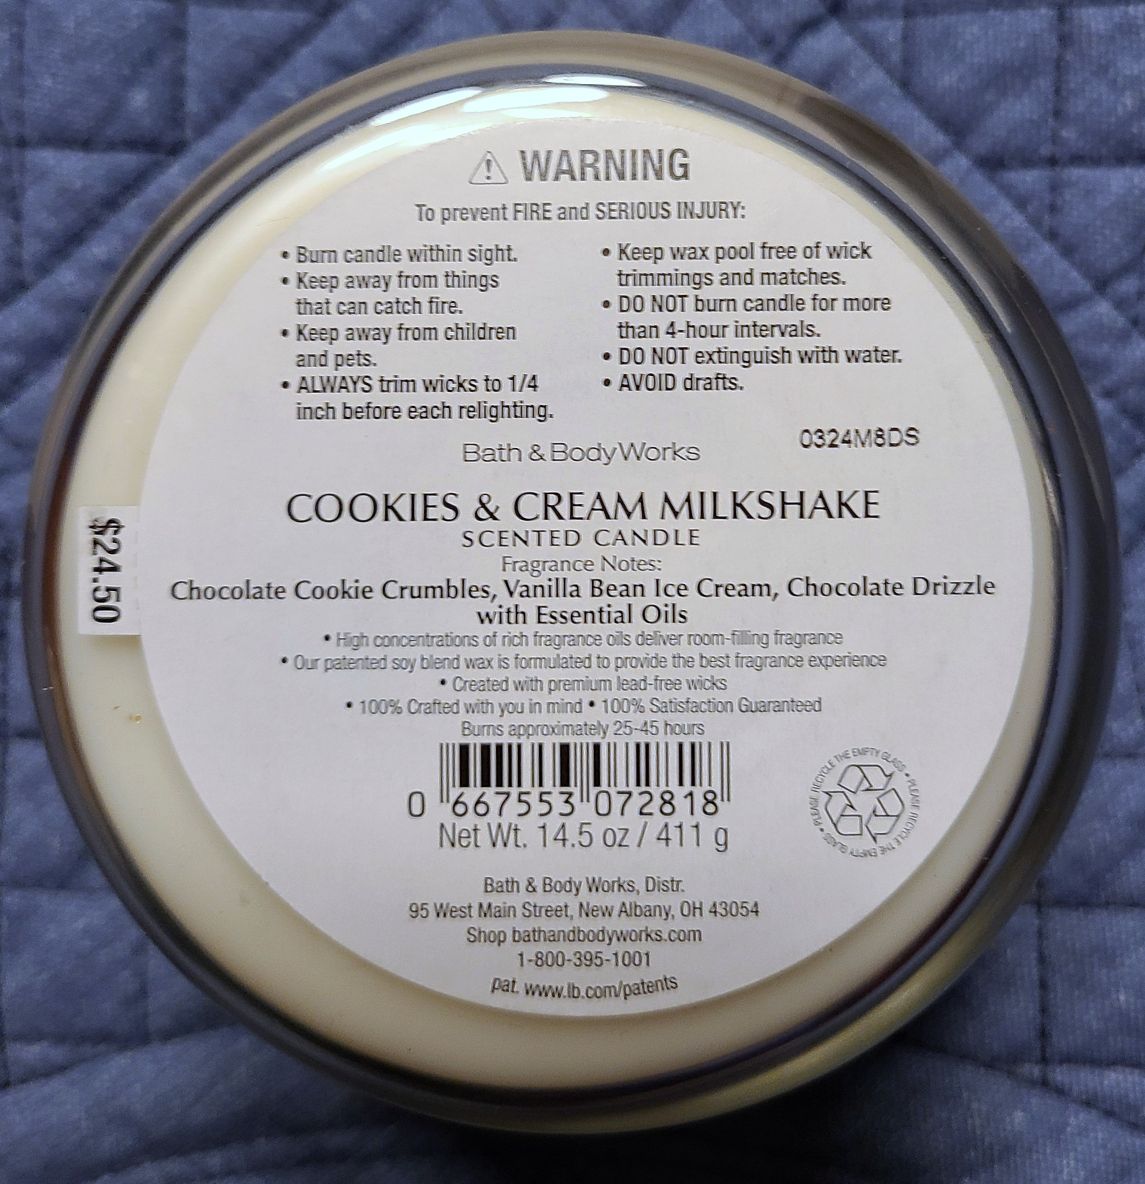 WARNING
To prevent FIRE and SERIOUS INJURY:
• Burn candle within sight.
• Keep away from things
that can catch fire.
• Keep away from children
and pets.
• ALWAYS trim wicks to 1/4
inch before each relighting.
• Keep wax pool free of wick
trimmings and matches.
• DO NOT burn candle for more
than 4-hour intervals.
• DO NOT extinguish with water.
• AVOID drafts.
0324M8DS
Bath & Body Works
COOKIES & CREAM MILKSHAKE
SCENTED CANDLE
Fragrance Notes:
Chocolate Cookie Crumbles, Vanilla Bean Ice Cream, Chocolate Drizzle
with Essential Oils
• High concentrations of rich fragrance oils deliver room-filling fragrance
• Our patented soy blend wax is formulated to provide the best fragrance experience
• Created with premium lead-free wicks
• 100% Crafted with you in mind • 100% Satisfaction Guaranteed
Burns approximately 25-45 hours
$24.50
0 667553 072818
Net Wt. 14.5 oz / 411 g
PLEASE RECYCLE THE EMPTY GLASS • PLEASE RECYCLE THE EMPTY GLASS •
Bath & Body Works, Distr.
95 West Main Street, New Albany, OH 43054
Shop bathandbodyworks.com
1-800-395-1001
pat. www.lb.com/patents